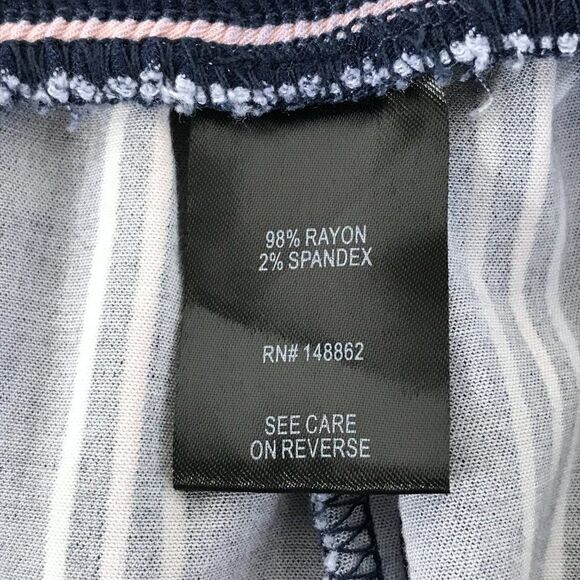 98% RAYON
2% SPANDEX
RN# 148862
SEE CARE
ON REVERSE